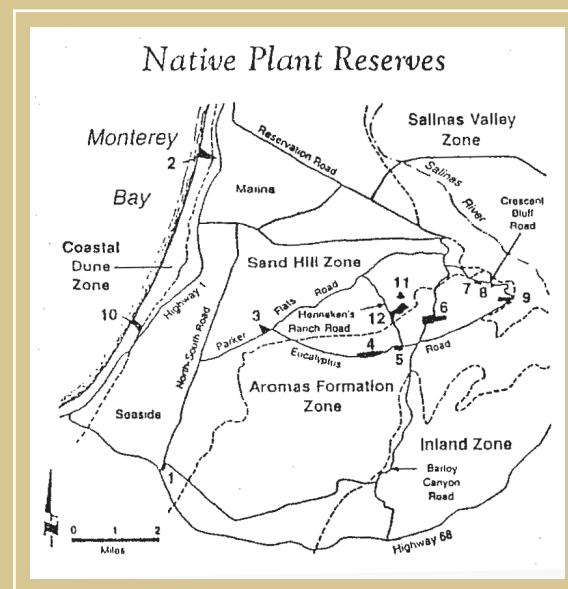 Native Plant Reserves
Monterey
Bay
2
Reservation Road
Salinas Valley
Zone
Salinas
River
Marina
Crescent
Bluff
Road
Coastal
Dune
Zone
Sand Hill Zone
Highway 1
North-South Road
10
3
Parker Flats Road
11
Henneken's
Ranch Road
12
6
7
8
9
4
5
Eucalyptus Road
Aromas Formation
Zone
Seaside
Inland Zone
1
Barloy
Canyon
Road
Highway 68
N
0 1 2
Miles